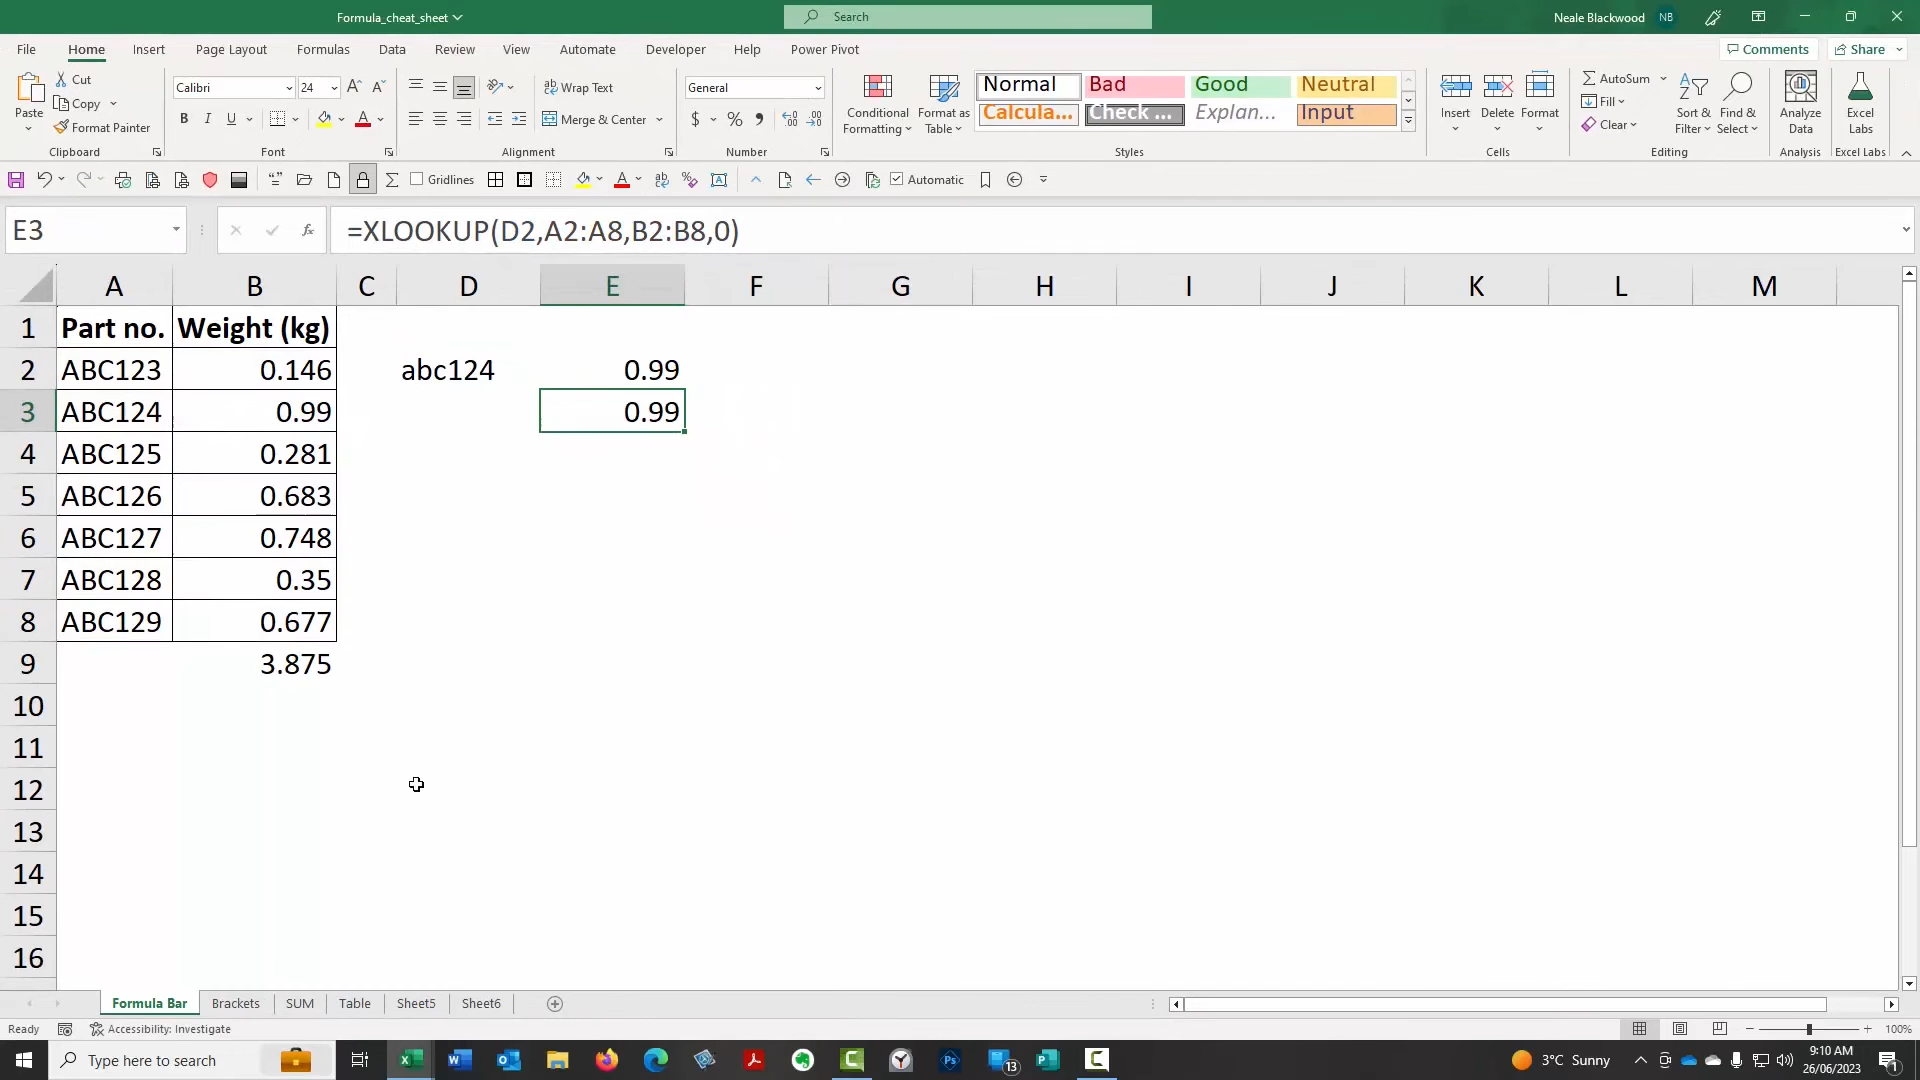 Formula_cheat_sheet
Search
Neale Blackwood NB
File Home Insert Page Layout Formulas Data Review View Automate Developer Help Power Pivot Comments Share
Paste
Cut
Copy
Format Painter
Clipboard
Calibri 24
B I U
Font
Wrap Text
Merge & Center
Alignment
General
$ % ,
Number
Conditional Formatting
Format as Table
Normal Bad Good Neutral
Calcula... Check ... Explan... Input
Styles
Insert Delete Format
Cells
AutoSum
Fill
Clear
Sort & Filter
Find & Select
Editing
Analyze Data
Analysis
Excel Labs
Excel Labs
Gridlines
Automatic
E3 fx =XLOOKUP(D2,A2:A8,B2:B8,0)
A B C D E F G H I J K L M
1 Part no. Weight (kg)
2 ABC123 0.146 abc124 0.99
3 ABC124 0.99 0.99
4 ABC125 0.281
5 ABC126 0.683
6 ABC127 0.748
7 ABC128 0.35
8 ABC129 0.677
9 3.875
10
11
12
13
14
15
16
Formula Bar Brackets SUM Table Sheet5 Sheet6
Ready Accessibility: Investigate 100%
Type here to search
13
3°C Sunny
9:10 AM
26/06/2023
1